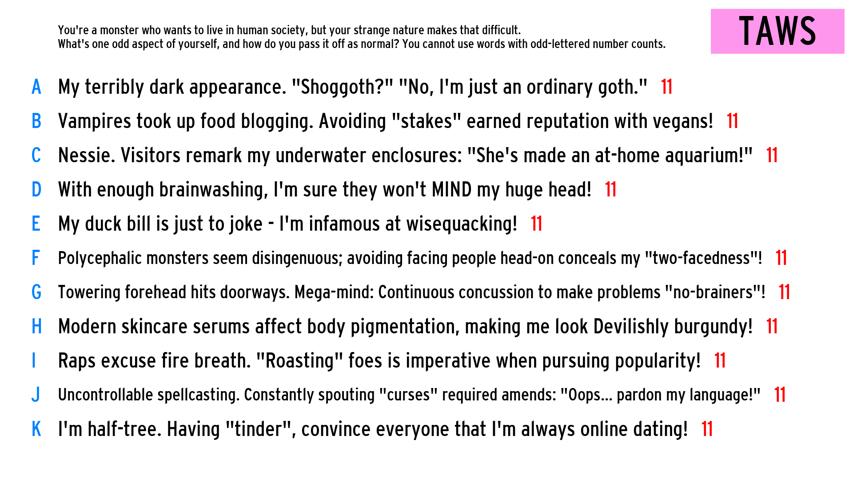 You're a monster who wants to live in human society, but your strange nature makes that difficult.
What's one odd aspect of yourself, and how do you pass it off as normal? You cannot use words with odd-lettered number counts.
TAWS
A My terribly dark appearance. "Shoggoth?" "No, I'm just an ordinary goth." 11
B Vampires took up food blogging. Avoiding "stakes" earned reputation with vegans! 11
C Nessie. Visitors remark my underwater enclosures: "She's made an at-home aquarium!" 11
D With enough brainwashing, I'm sure they won't MIND my huge head! 11
E My duck bill is just to joke - I'm infamous at wisequacking! 11
F Polycephalic monsters seem disingenuous; avoiding facing people head-on conceals my "two-facedness"! 11
G Towering forehead hits doorways. Mega-mind: Continuous concussion to make problems "no-brainers"! 11
H Modern skincare serums affect body pigmentation, making me look Devilishly burgundy! 11
I Raps excuse fire breath. "Roasting" foes is imperative when pursuing popularity! 11
J Uncontrollable spellcasting. Constantly spouting "curses" required amends: "Oops... pardon my language!" 11
K I'm half-tree. Having "tinder", convince everyone that I'm always online dating! 11